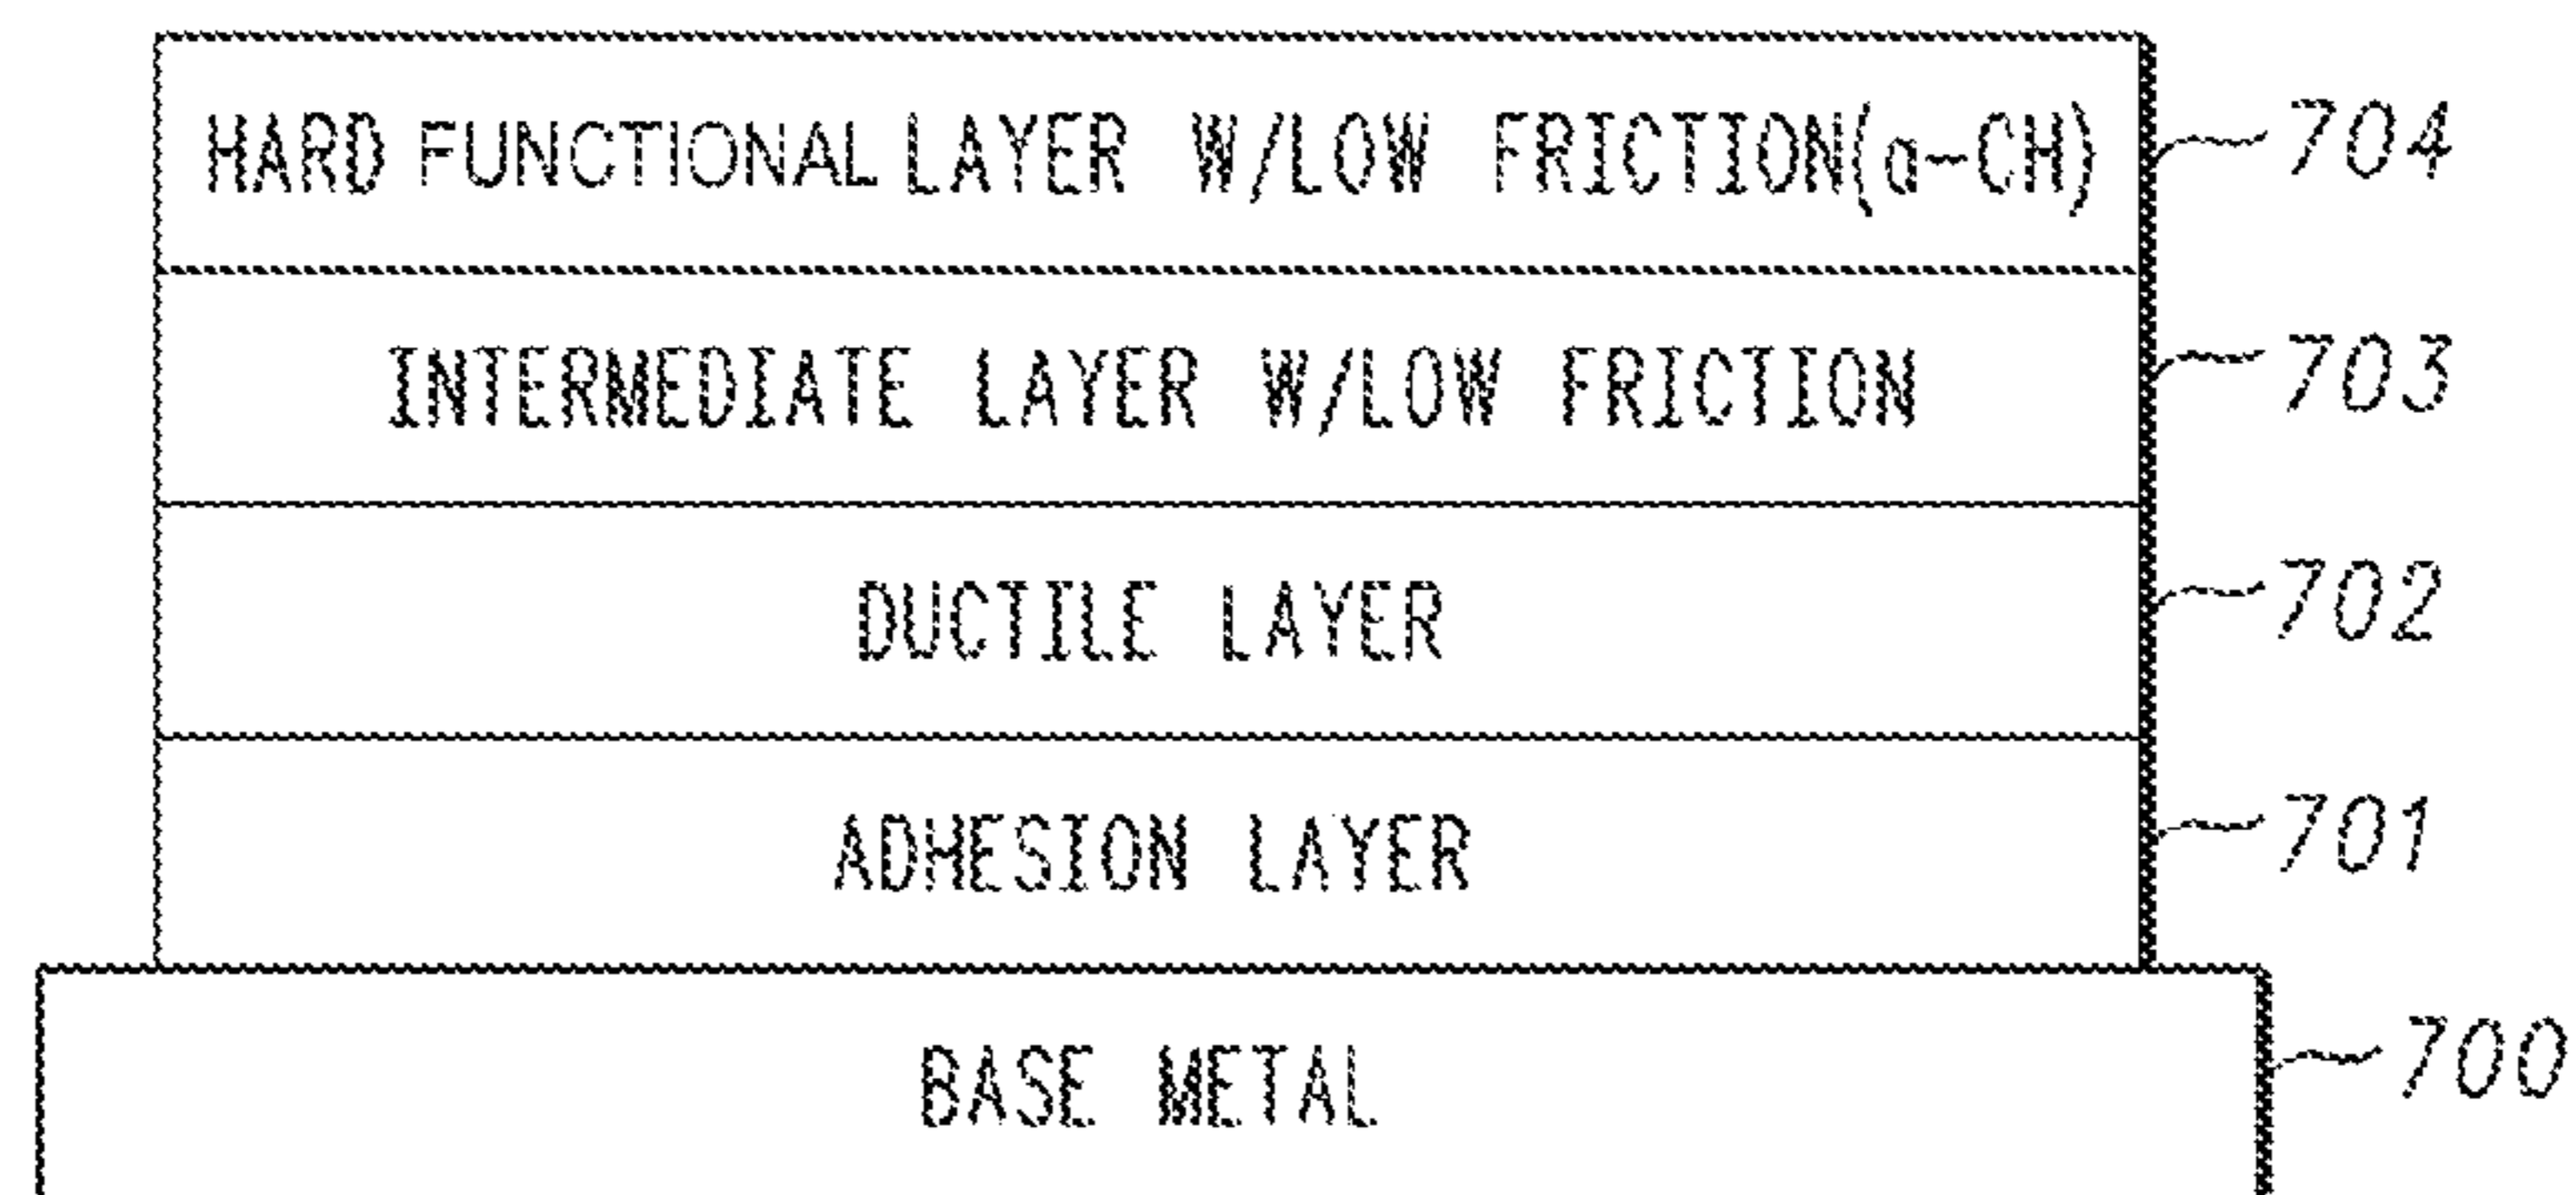 HARD FUNCTIONAL LAYER W/LOW FRICTION(a-CH) 704
INTERMEDIATE LAYER W/LOW FRICTION 703
DUCTILE LAYER 702
ADHESION LAYER 701
BASE METAL 700